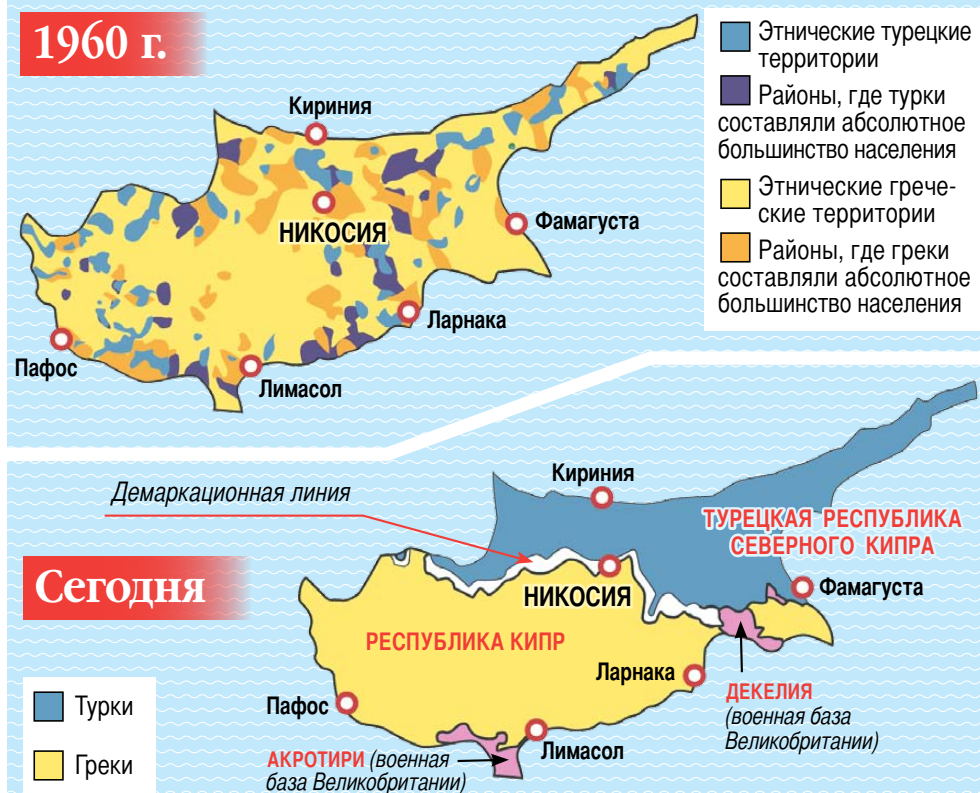 1960 г.
Этнические турецкие
территории
Районы, где турки
составляли абсолютное
большинство населения
Этнические грече-
ские территории
Районы, где греки
составляли абсолютное
большинство населения
Кириния
НИКОСИЯ
Фамагуста
Ларнака
Пафос
Лимасол
Демаркационная линия
Кириния
ТУРЕЦКАЯ РЕСПУБЛИКА
СЕВЕРНОГО КИПРА
Сегодня
НИКОСИЯ
Фамагуста
РЕСПУБЛИКА КИПР
Ларнака
Пафос
ДЕКЕЛИЯ
(военная база
Великобритании)
Лимасол
АКРОТИРИ (военная
база Великобритании)
Турки
Греки